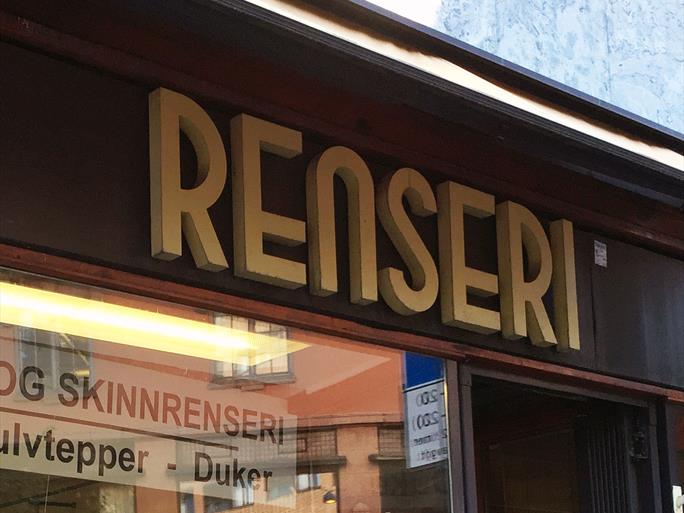 RENSERI
OG SKINNRENSERI
ulvtepper - Duker